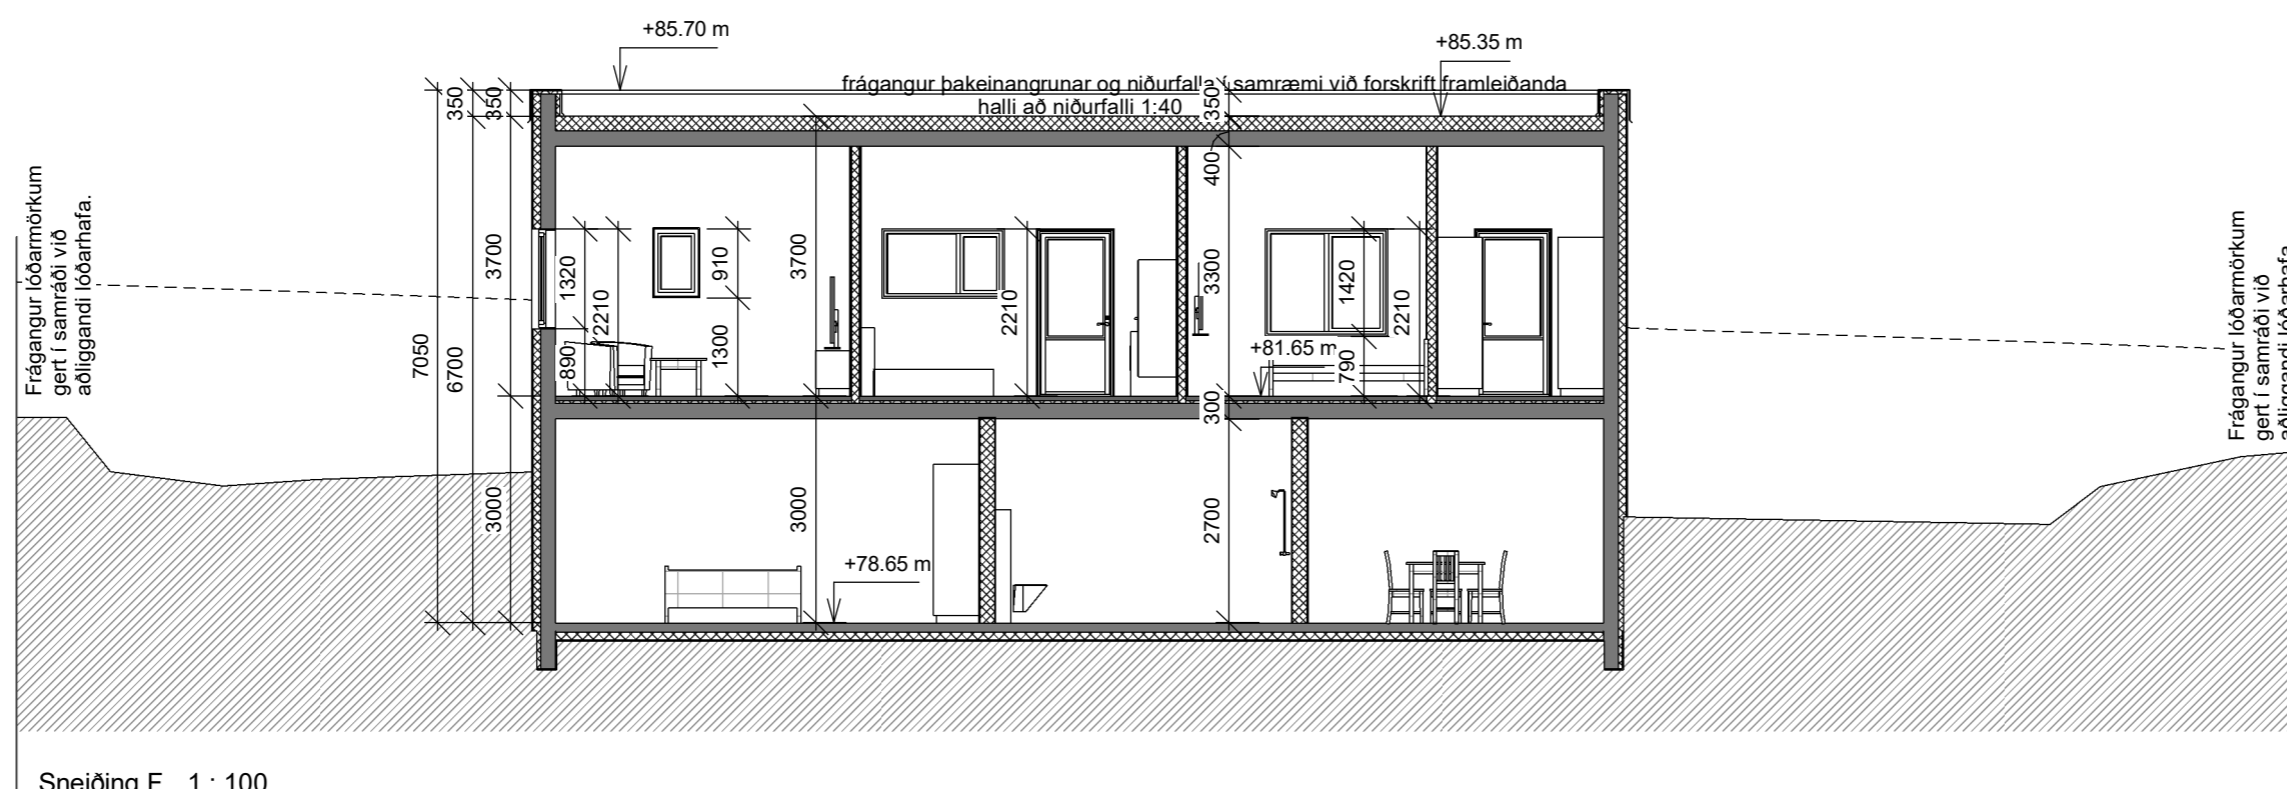 +85.70 m
+85.35 m
frágangur þakeinangrunar og niðurfalla í samræmi við forskrift framleiðanda
halli að niðurfalli 1:40
350
350
350
400
Frágangur lóðarmörkum
gert í samráði við
aðliggandi lóðarhafa.
7050
6700
3700
3000
1320
890
2210
910
1300
3700
3000
2210
3300
300
2700
1420
790
2210
+81.65 m
+78.65 m
Frágangur lóðarmörkum
gert í samráði við
aðliggandi lóðarhafa
Sneiðing F 1 : 100